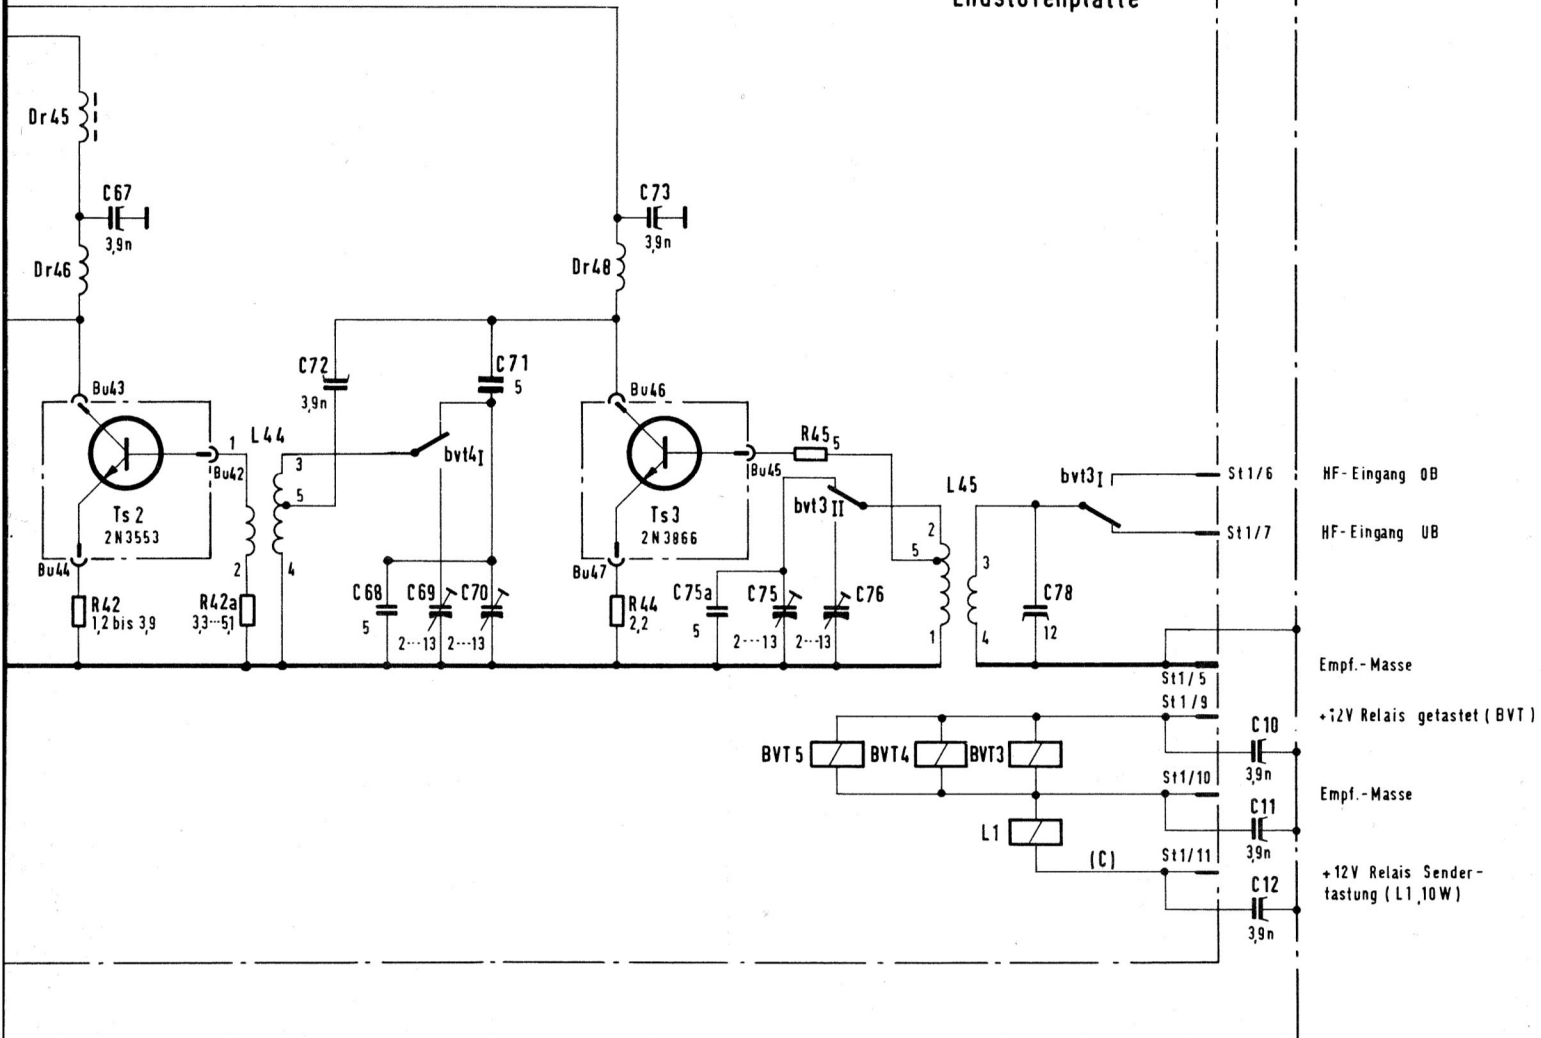 Endstufenplatte
Dr45
C67
3,9n
Dr46
C73
3,9n
Dr48
C72
3,9n
C71
5
Bu43
Bu46
1
L44
Bu42
3
5
bvt4I
R45
5
Bu45
bvt3II
L45
bvt3I
St1/6
HF-Eingang OB
Ts2
2N3553
Ts3
2N3866
2
5
St1/7
HF-Eingang UB
Bu44
2
4
Bu47
3
R42
1,2 bis 3,9
R42a
3,3---5,1
C68
5
C69
2---13
C70
2---13
R44
2,2
C75a
5
C75
2---13
C76
2---13
1
4
C78
12
St1/5
Empf.-Masse
St1/9
+12V Relais getastet (BVT)
BVT5
BVT4
BVT3
C10
3,9n
St1/10
Empf.-Masse
L1
C11
3,9n
(C)
St1/11
+12V Relais Sender-
tastung (L1,10W)
C12
3,9n